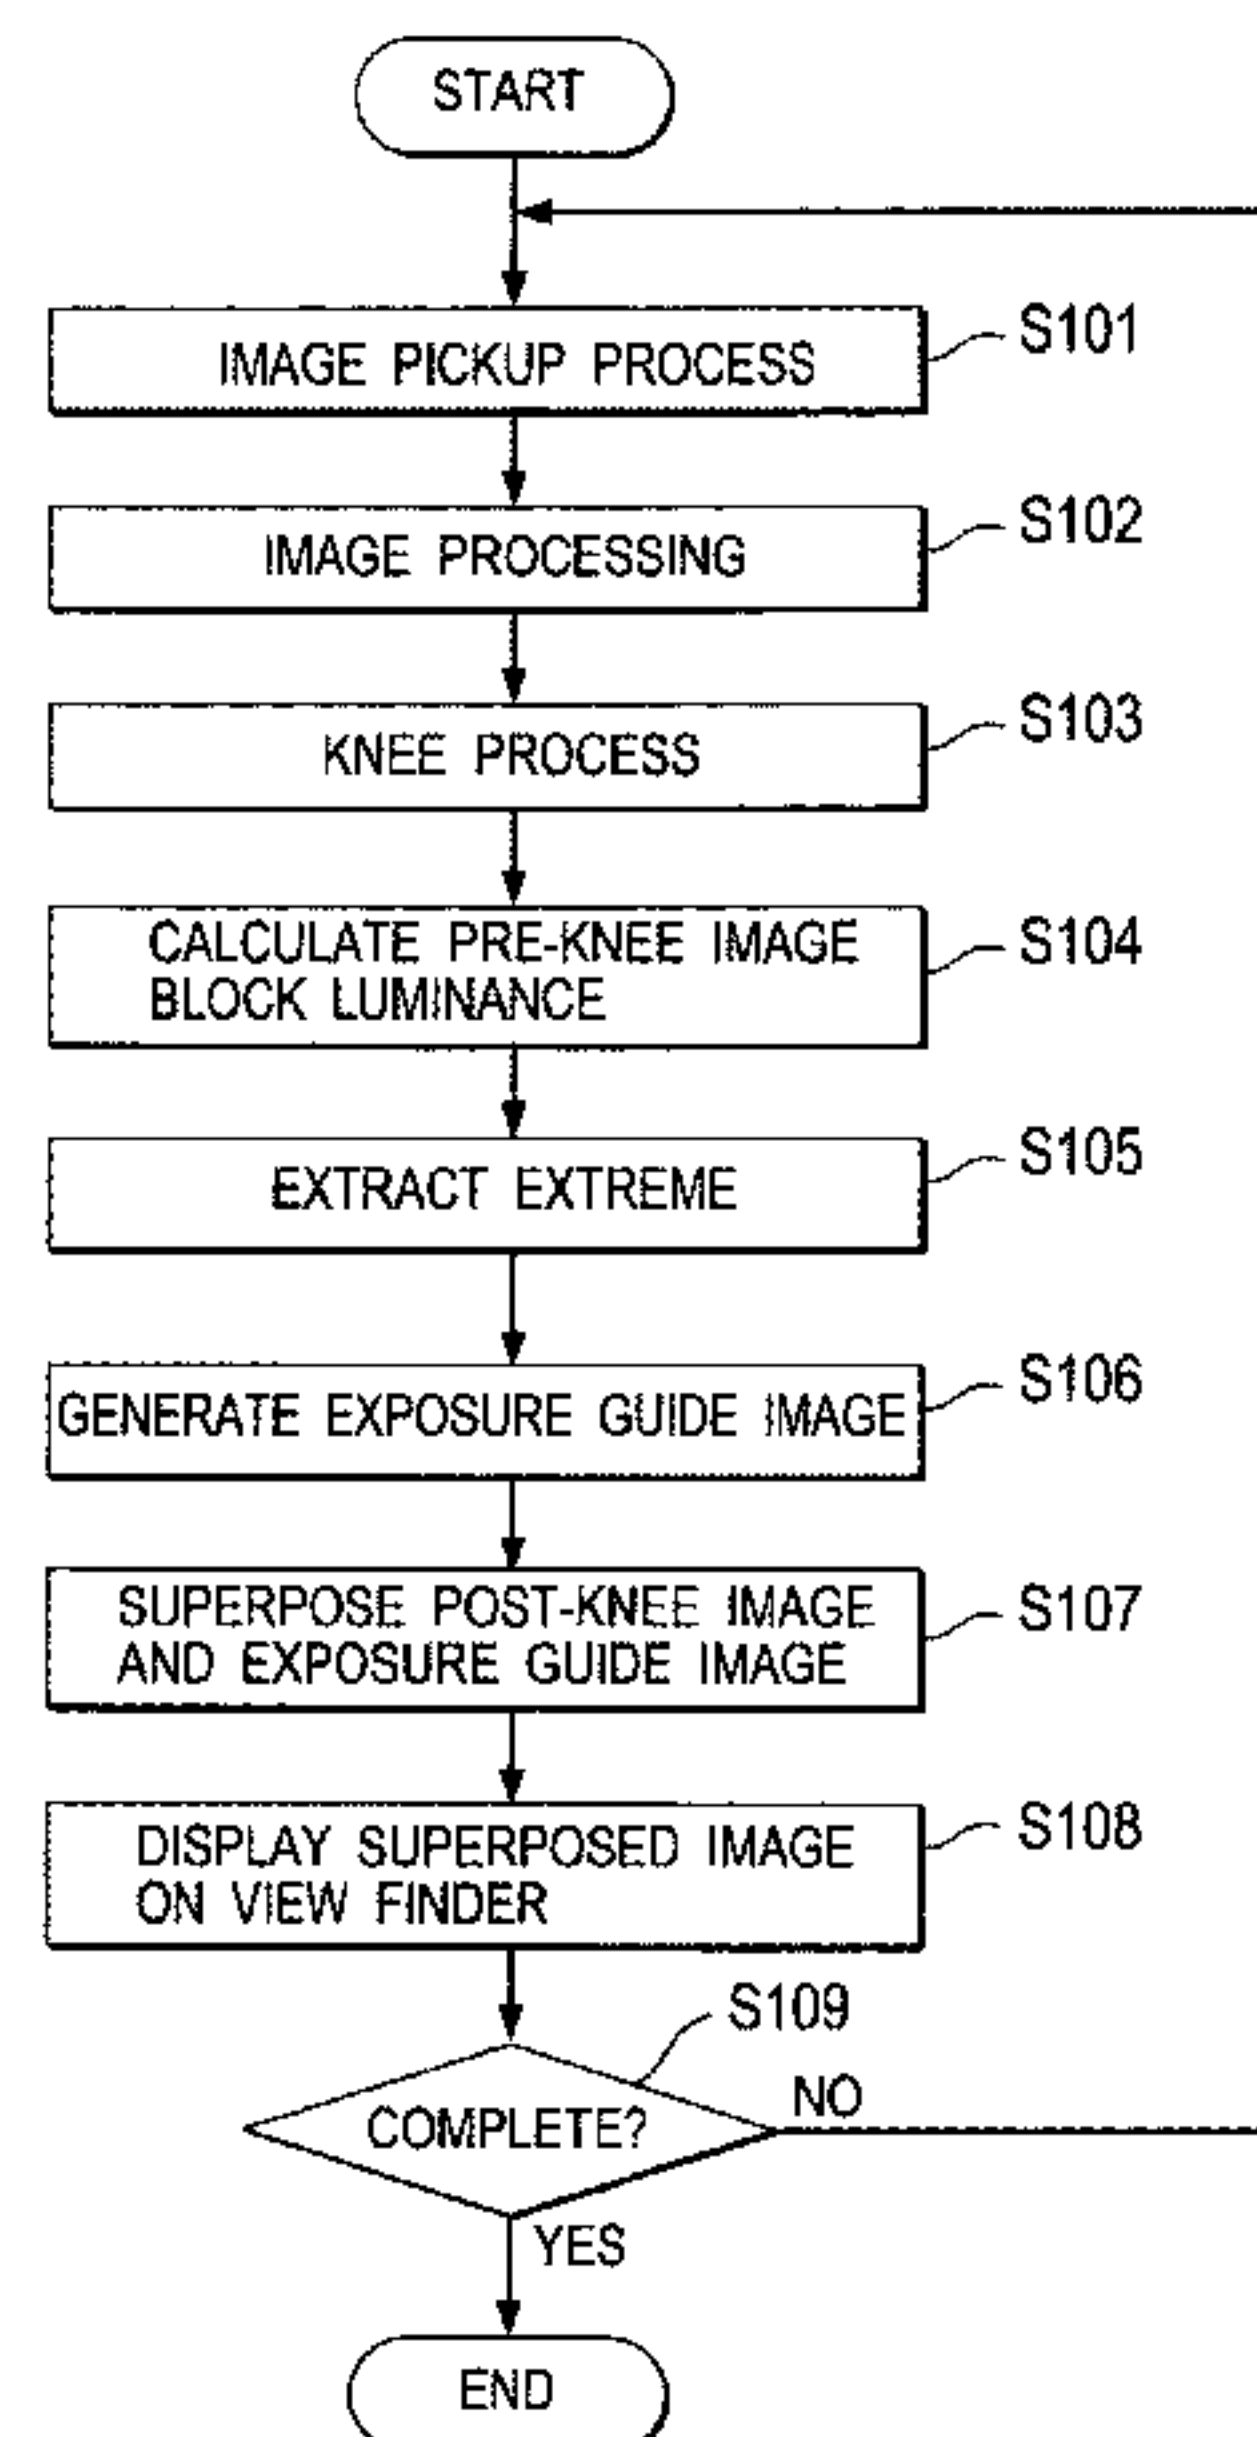 START
IMAGE PICKUP PROCESS
S101
IMAGE PROCESSING
S102
KNEE PROCESS
S103
CALCULATE PRE-KNEE IMAGE
BLOCK LUMINANCE
S104
EXTRACT EXTREME
S105
GENERATE EXPOSURE GUIDE IMAGE
S106
SUPERPOSE POST-KNEE IMAGE
AND EXPOSURE GUIDE IMAGE
S107
DISPLAY SUPERPOSED IMAGE
ON VIEW FINDER
S108
S109
COMPLETE?
NO
YES
END